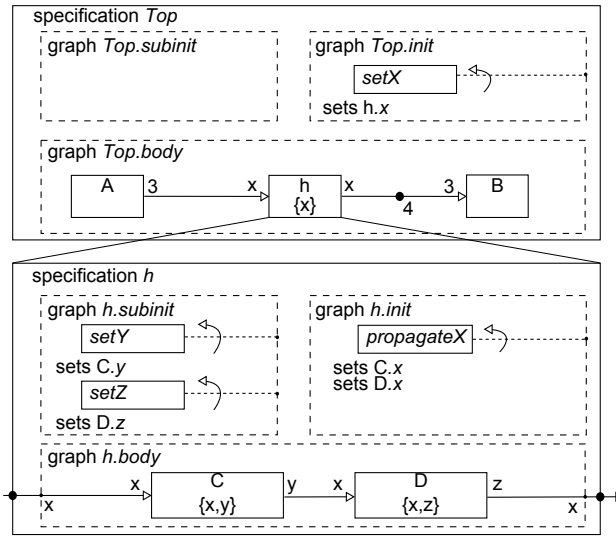 specification Top
graph Top.subinit
graph Top.init
setX
sets h.x
graph Top.body
A 3 x h x 3 B
{x} 4
specification h
graph h.subinit
graph h.init
setY
propagateX
sets C.y
sets C.x
setZ
sets D.x
sets D.z
graph h.body
x C y x D z
x {x,y} {x,z} x